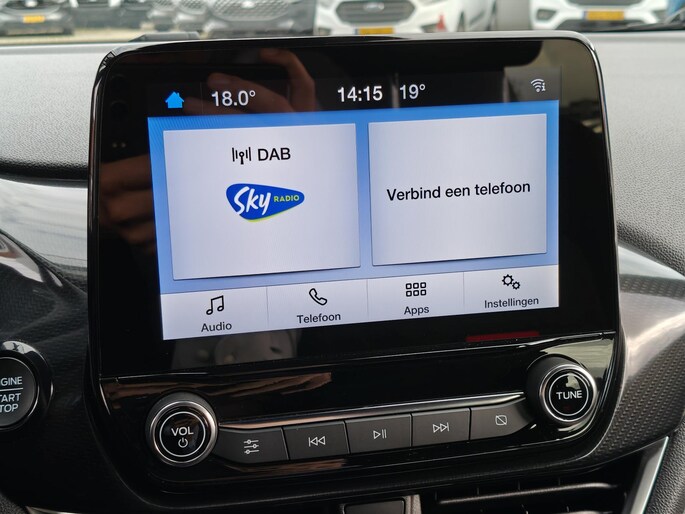 18.0°
14:15
19°
DAB
Sky RADIO
Verbind een telefoon
Audio
Telefoon
Apps
Instellingen
ENGINE
START
STOP
VOL
TUNE